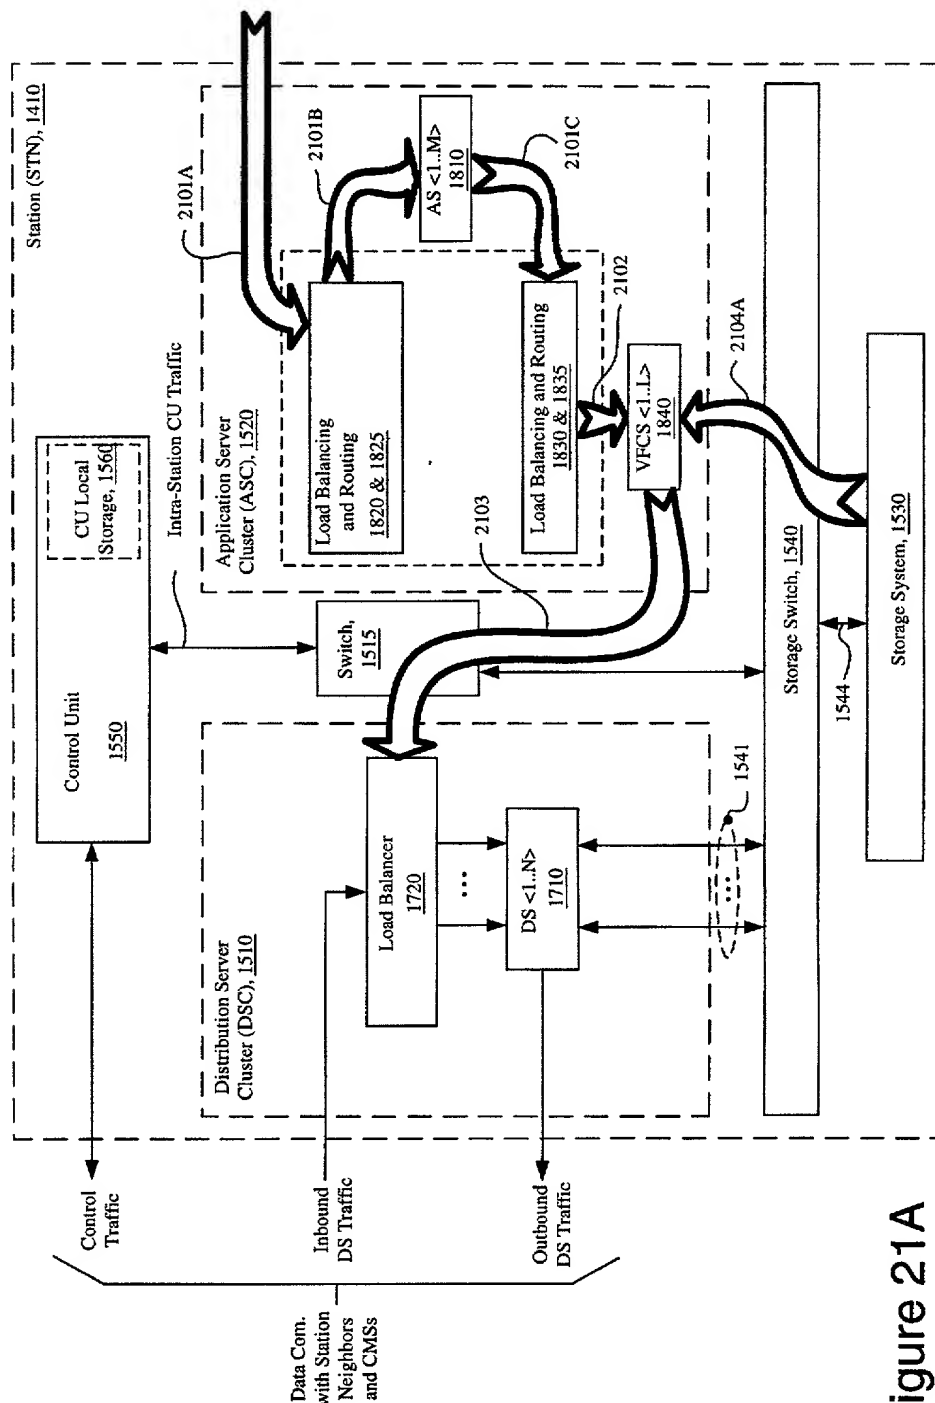 Station (STN), 1410
2101A
Intra-Station CU Traffic
CU Local
Storage, 1560
Control Unit
1550
Control
Traffic
Application Server
Cluster (ASC), 1520
Load Balancing
and Routing
1820 & 1825
2101B
AS <1..M>
1810
2101C
Load Balancing and Routing
1830 & 1835
2102
VFCS <1..L>
1840
2104A
2103
Switch,
1515
Distribution Server
Cluster (DSC), 1510
Load Balancer
1720
...
DS <1..N>
1710
...
1541
Inbound
DS Traffic
Outbound
DS Traffic
Data Com.
with Station
Neighbors
and CMSs
Storage Switch, 1540
1544
Storage System, 1530
igure 21A